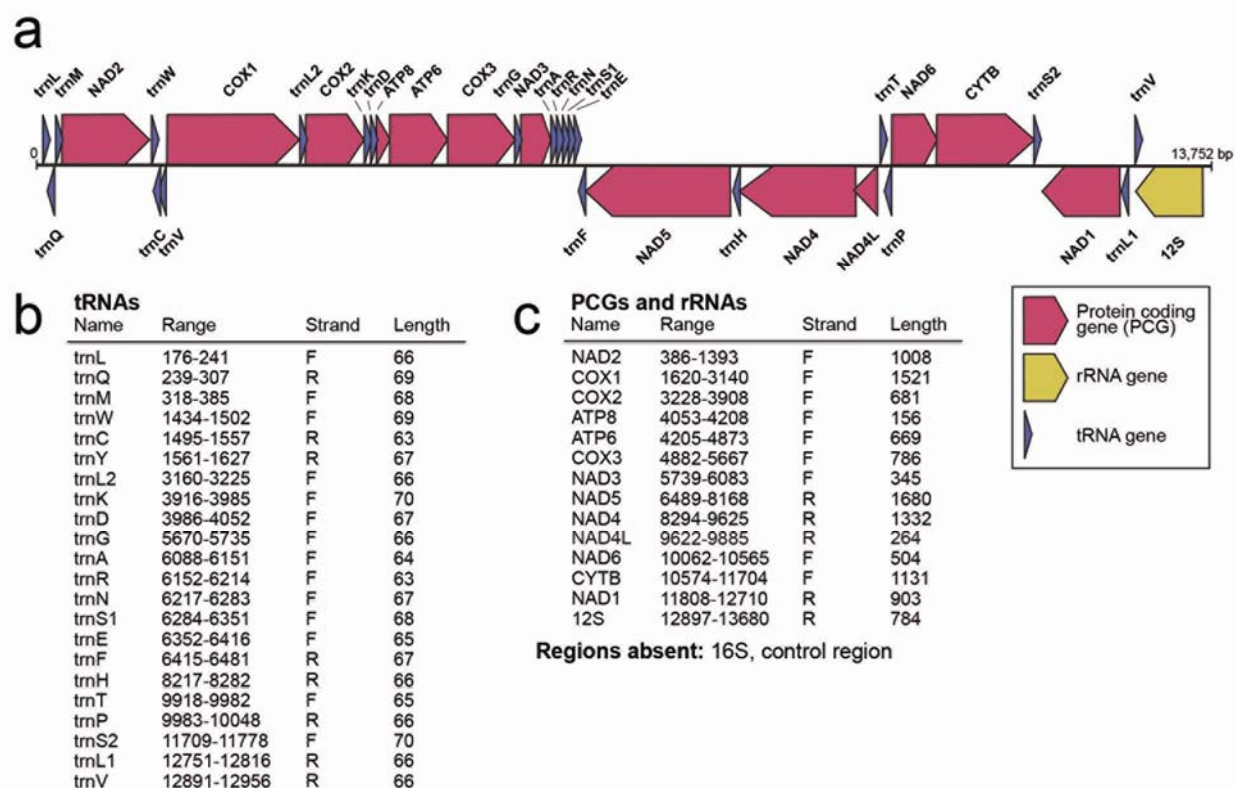 a
trnL
trnM
NAD2
trnW
COX1
trnL2
COX2
trnK
trnD
ATP8
ATP6
COX3
trnG
NAD3
trnA
trnR
trnN
trnS1
trnE
trnT
NAD6
CYTB
trnS2
trnV
0
13,752 bp
trnQ
trnC
trnV
trnF
NAD5
trnH
NAD4
NAD4L
trnP
NAD1
trnL1
12S
b
tRNAs
Name Range Strand Length
trnL 176-241 F 66
trnQ 239-307 R 69
trnM 318-385 F 68
trnW 1434-1502 F 69
trnC 1495-1557 R 63
trnY 1561-1627 R 67
trnL2 3160-3225 F 66
trnK 3916-3985 F 70
trnD 3986-4052 F 67
trnG 5670-5735 F 66
trnA 6088-6151 F 64
trnR 6152-6214 F 63
trnN 6217-6283 F 67
trnS1 6284-6351 F 68
trnE 6352-6416 F 65
trnF 6415-6481 R 67
trnH 8217-8282 R 66
trnT 9918-9982 F 65
trnP 9983-10048 R 66
trnS2 11709-11778 F 70
trnL1 12751-12816 R 66
trnV 12891-12956 R 66
c
PCGs and rRNAs
Name Range Strand Length
NAD2 386-1393 F 1008
COX1 1620-3140 F 1521
COX2 3228-3908 F 681
ATP8 4053-4208 F 156
ATP6 4205-4873 F 669
COX3 4882-5667 F 786
NAD3 5739-6083 F 345
NAD5 6489-8168 R 1680
NAD4 8294-9625 R 1332
NAD4L 9622-9885 R 264
NAD6 10062-10565 F 504
CYTB 10574-11704 F 1131
NAD1 11808-12710 R 903
12S 12897-13680 R 784
Regions absent: 16S, control region
Protein coding
gene (PCG)
rRNA gene
tRNA gene